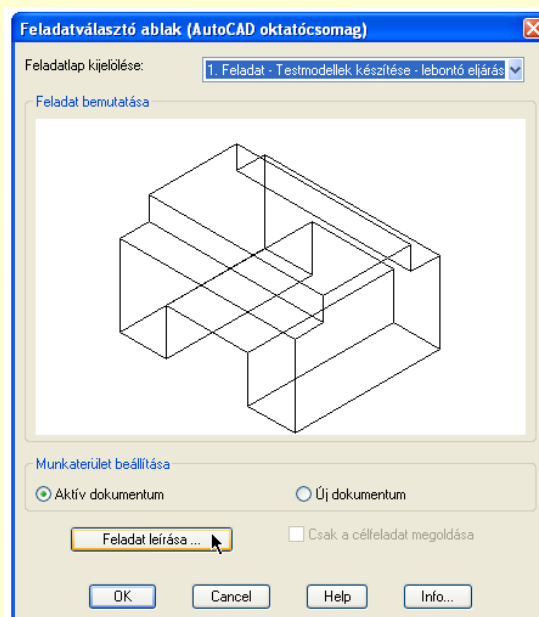 Feladatválasztó ablak (AutoCAD oktatócsomag)
Feladatlap kijelölése: 1. Feladat - Testmodellek készítése - lebontó eljárás
Feladat bemutatása
Munkaterület beállítása
Aktív dokumentum Új dokumentum
Feladat leírása ... Csak a célfeladat megoldása
OK Cancel Help Info...